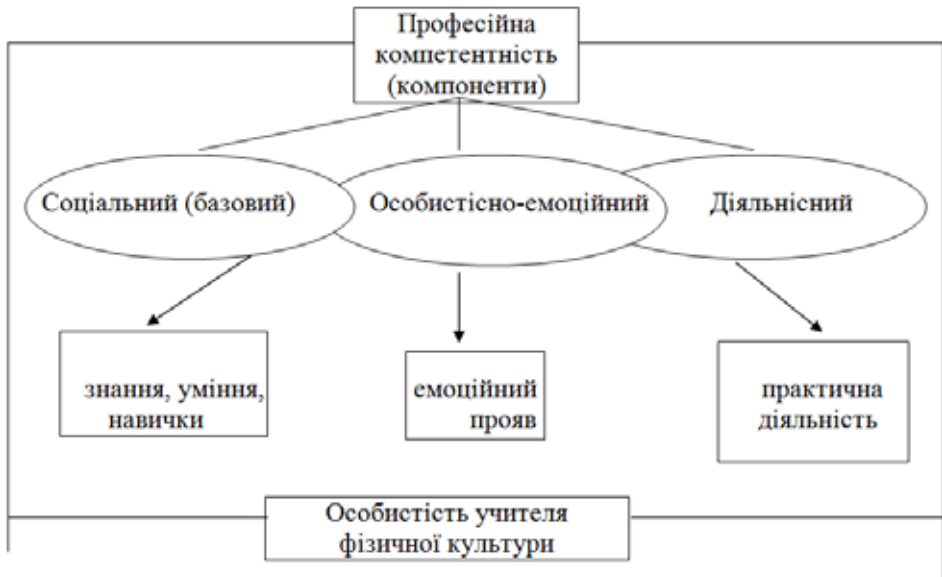 Професійна
компетентність
(компоненти)
Соціальний (базовий)
Особистісно-емоційний
Діяльнісний
знання, уміння,
навички
емоційний
прояв
практична
діяльність
Особистість учителя
фізичної культури